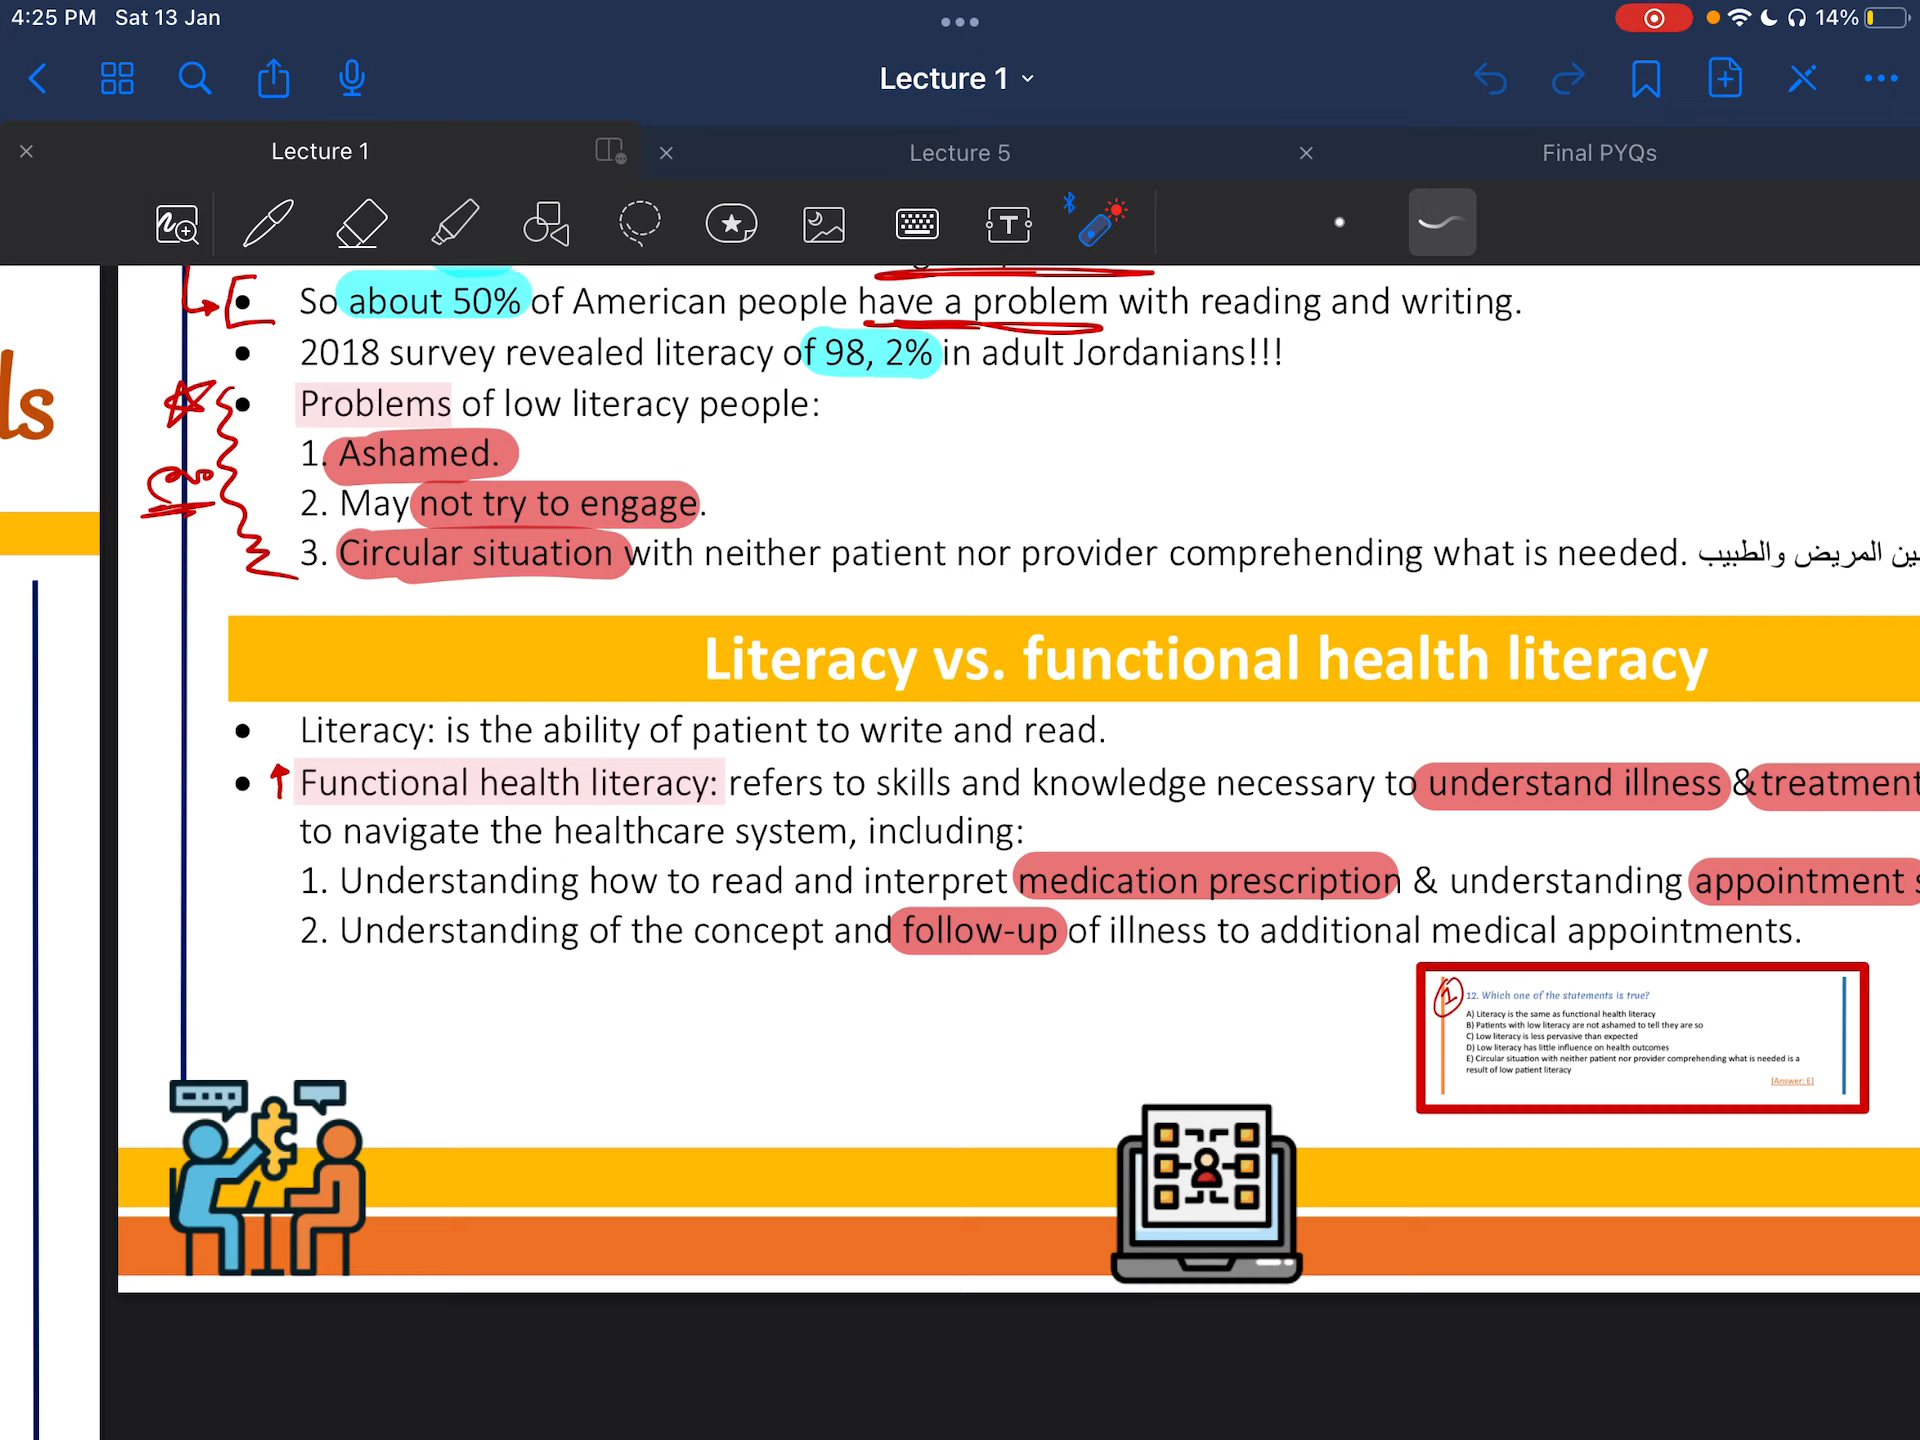 4:25 PM Sat 13 Jan
14%
Lecture 1
Lecture 1
Lecture 5
Final PYQs
So about 50% of American people have a problem with reading and writing.
2018 survey revealed literacy of 98, 2% in adult Jordanians!!!
Problems of low literacy people:
1. Ashamed.
2. May not try to engage.
3. Circular situation with neither patient nor provider comprehending what is needed. ين المريض والطبيب
Literacy vs. functional health literacy
Literacy: is the ability of patient to write and read.
Functional health literacy: refers to skills and knowledge necessary to understand illness & treatment
to navigate the healthcare system, including:
1. Understanding how to read and interpret medication prescription & understanding appointment s
2. Understanding of the concept and follow-up of illness to additional medical appointments.
12. Which one of the statements is true?
A) Literacy is the same as functional health literacy
B) Patients with low literacy are not ashamed to tell they are so
C) Low literacy is less pervasive than expected
D) Low literacy has little influence on health outcomes
E) Circular situation with neither patient nor provider comprehending what is needed is a
result of low patient literacy
[Answer: E]
ls